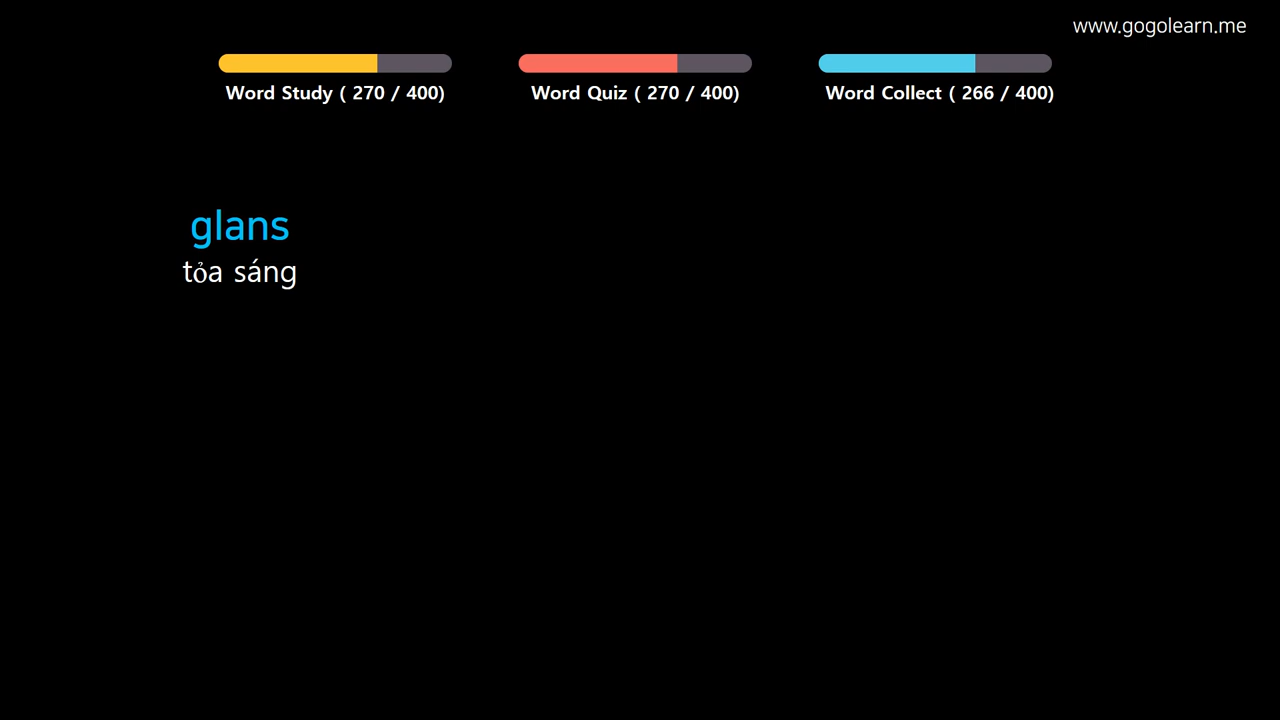 www.gogolearn.me
Word Study ( 270 / 400)
Word Quiz ( 270 / 400)
Word Collect ( 266 / 400)
glans
tỏa sáng